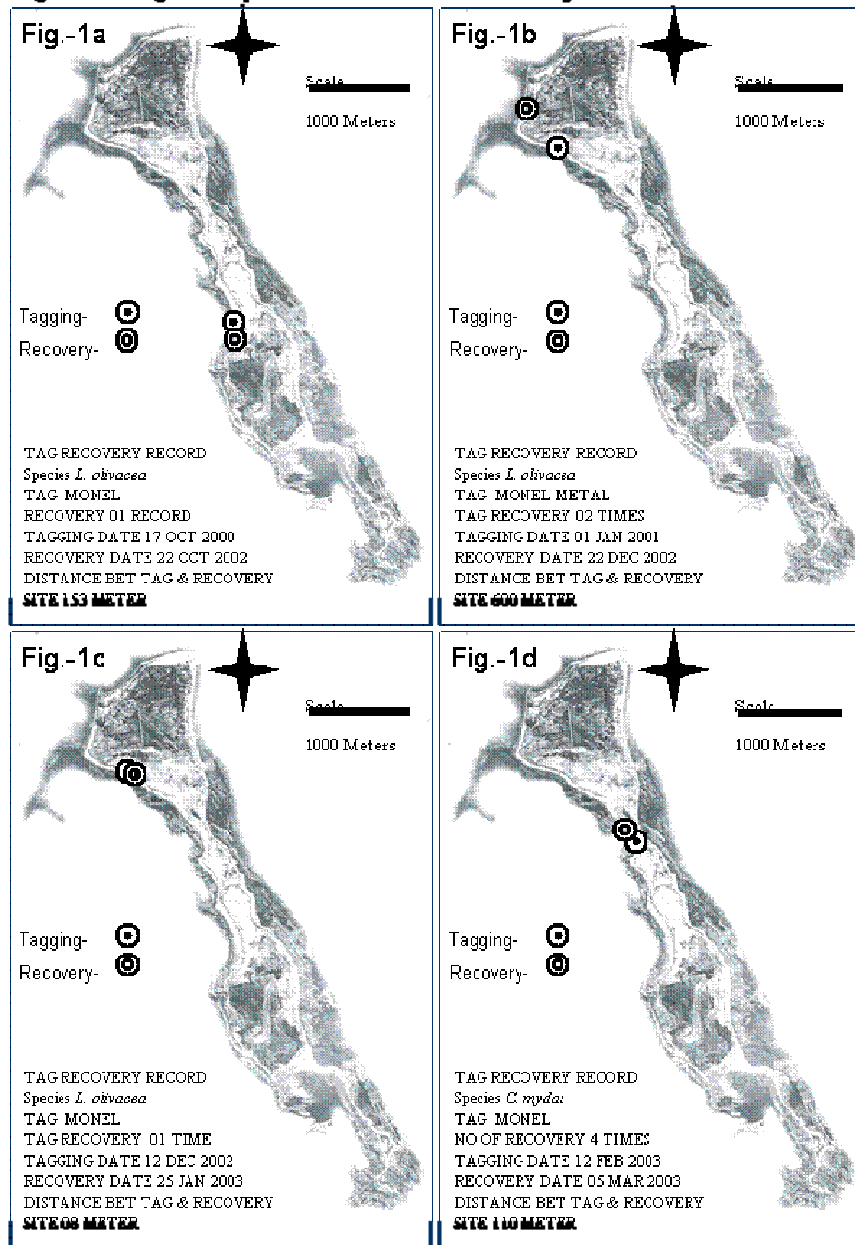 Fig.-1a
Scale
1000 Meters
Tagging-
Recovery-
TAG RECOVERY RECORD
Species L. olivacea
TAG MONEL
RECOVERY 01 RECORD
TAGGING DATE 17 OCT 2000
RECOVERY DATE 22 OCT 2002
DISTANCE BET TAG & RECOVERY
SITE 153 METER
Fig.-1b
Scale
1000 Meters
Tagging-
Recovery-
TAG RECOVERY RECORD
Species L. olivacea
TAG MONEL METAL
TAG RECOVERY 02 TIMES
TAGGING DATE 01 JAN 2001
RECOVERY DATE 22 DEC 2002
DISTANCE BET TAG & RECOVERY
SITE 600 METER
Fig.-1c
Scale
1000 Meters
Tagging-
Recovery-
TAG RECOVERY RECORD
Species L. olivacea
TAG MONEL
TAG RECOVERY 01 TIME
TAGGING DATE 12 DEC 2002
RECOVERY DATE 25 JAN 2003
DISTANCE BET TAG & RECOVERY
SITE 08 METER
Fig.-1d
Scale
1000 Meters
Tagging-
Recovery-
TAG RECOVERY RECORD
Species C. mydas
TAG MONEL
NO OF RECOVERY 4 TIMES
TAGGING DATE 12 FEB 2003
RECOVERY DATE 05 MAR 2003
DISTANCE BET TAG & RECOVERY
SITE 110 METER